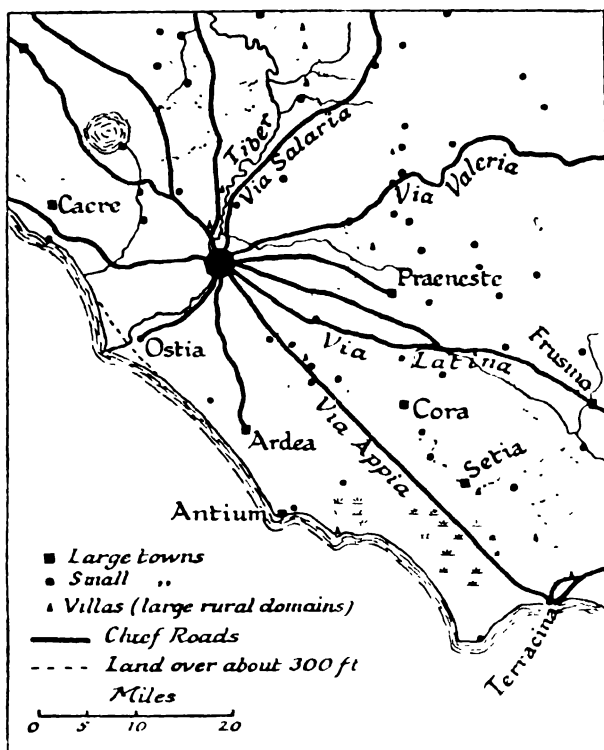 Tiber
Via Salaria
Via Valeria
Cacre
Praeneste
Ostia
Via Latina
Frusino
Cora
Via Appia
Ardea
Setia
Antium
Terracina
Large towns
Small ,,
Villas (large rural domains)
Chief Roads
Land over about 300 ft
Miles
0 5 10 20